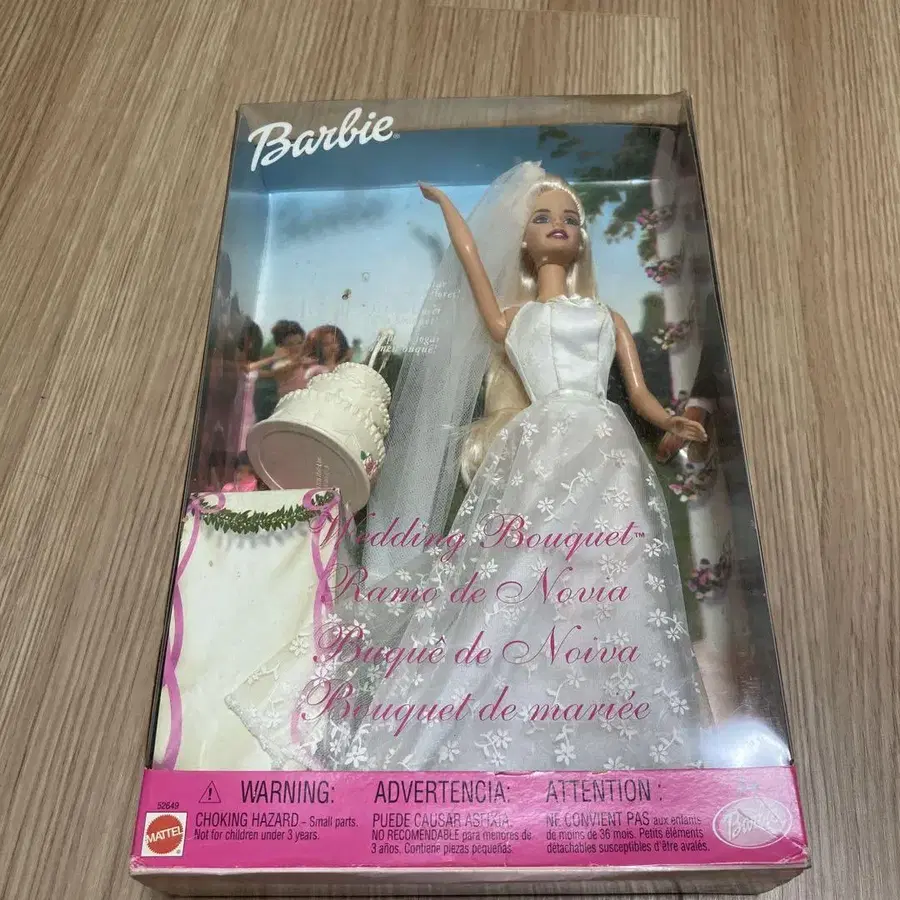 Barbie
Wedding Bouquet™
Ramo de Novia
Buquê de Noiva
Bouquet de mariée
52649
MATTEL
WARNING:
CHOKING HAZARD - Small parts.
Not for children under 3 years.
ADVERTENCIA:
PUEDE CAUSAR ASFIXIA.
NO RECOMENDABLE para menores de
3 años. Contiene piezas pequeñas.
ATTENTION :
NE CONVIENT PAS aux enfants
de moins de 36 mois. Petits éléments
détachables susceptibles d'être avalés.
Barbie